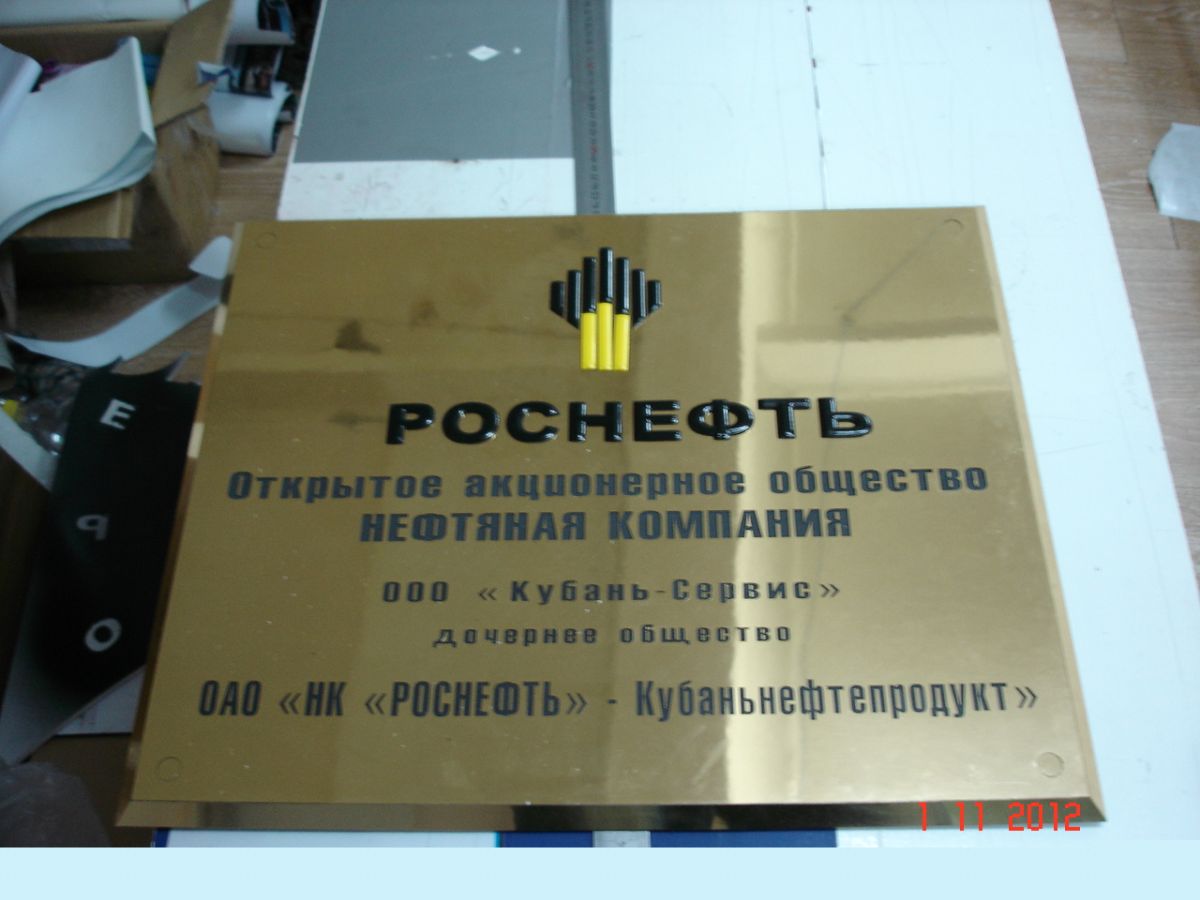 РОСНЕФТЬ
Открытое акционерное общество
НЕФТЯНАЯ КОМПАНИЯ
ООО «Кубань-Сервис»
дочернее общество
ОАО «НК «РОСНЕФТЬ» - Кубаньнефтепродукт»
Е
Р
О
1 11 2012